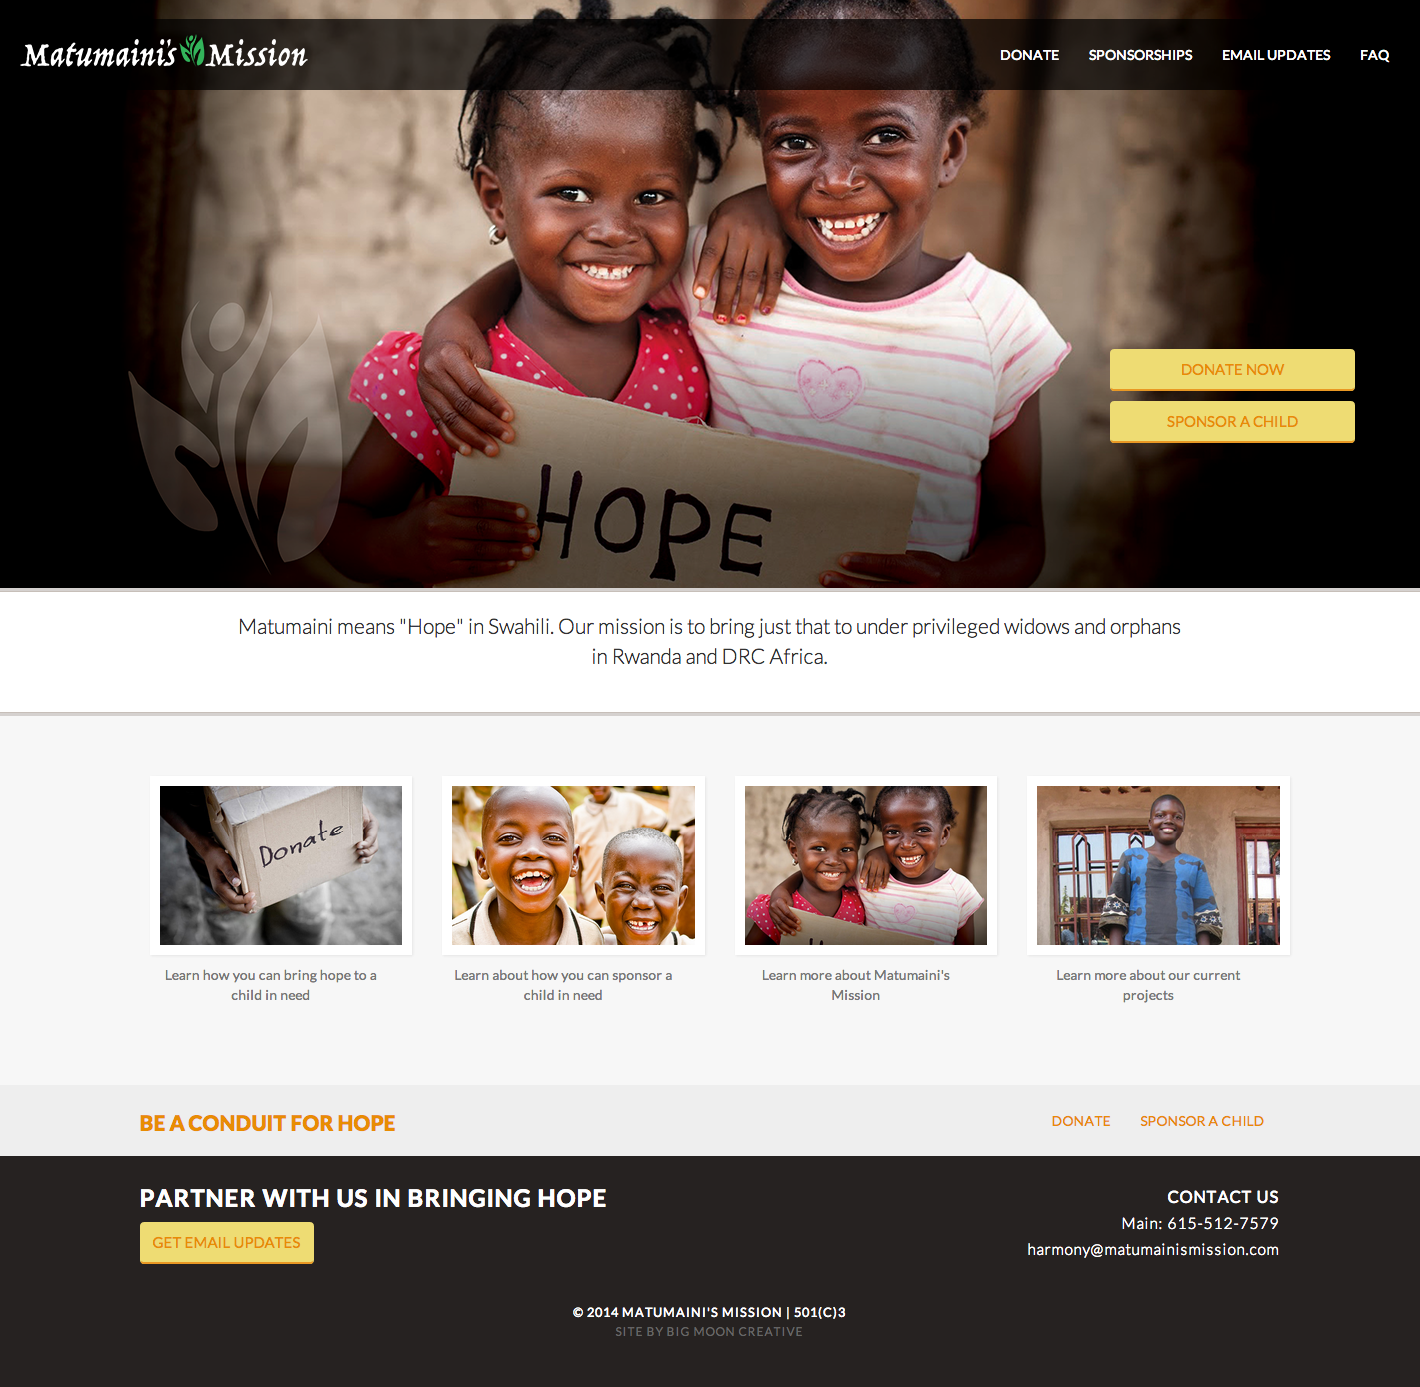 Matumaini's Mission
DONATE SPONSORSHIPS EMAIL UPDATES FAQ
DONATE NOW
SPONSOR A CHILD
HOPE
Matumaini means "Hope" in Swahili. Our mission is to bring just that to under privileged widows and orphans
in Rwanda and DRC Africa.
Donate
Learn how you can bring hope to a
child in need
Learn about how you can sponsor a
child in need
Learn more about Matumaini's
Mission
Learn more about our current
projects
BE A CONDUIT FOR HOPE
DONATE SPONSOR A CHILD
PARTNER WITH US IN BRINGING HOPE
GET EMAIL UPDATES
CONTACT US
Main: 615-512-7579
harmony@matumainismission.com
© 2014 MATUMAINI'S MISSION | 501(C)3
SITE BY BIG MOON CREATIVE